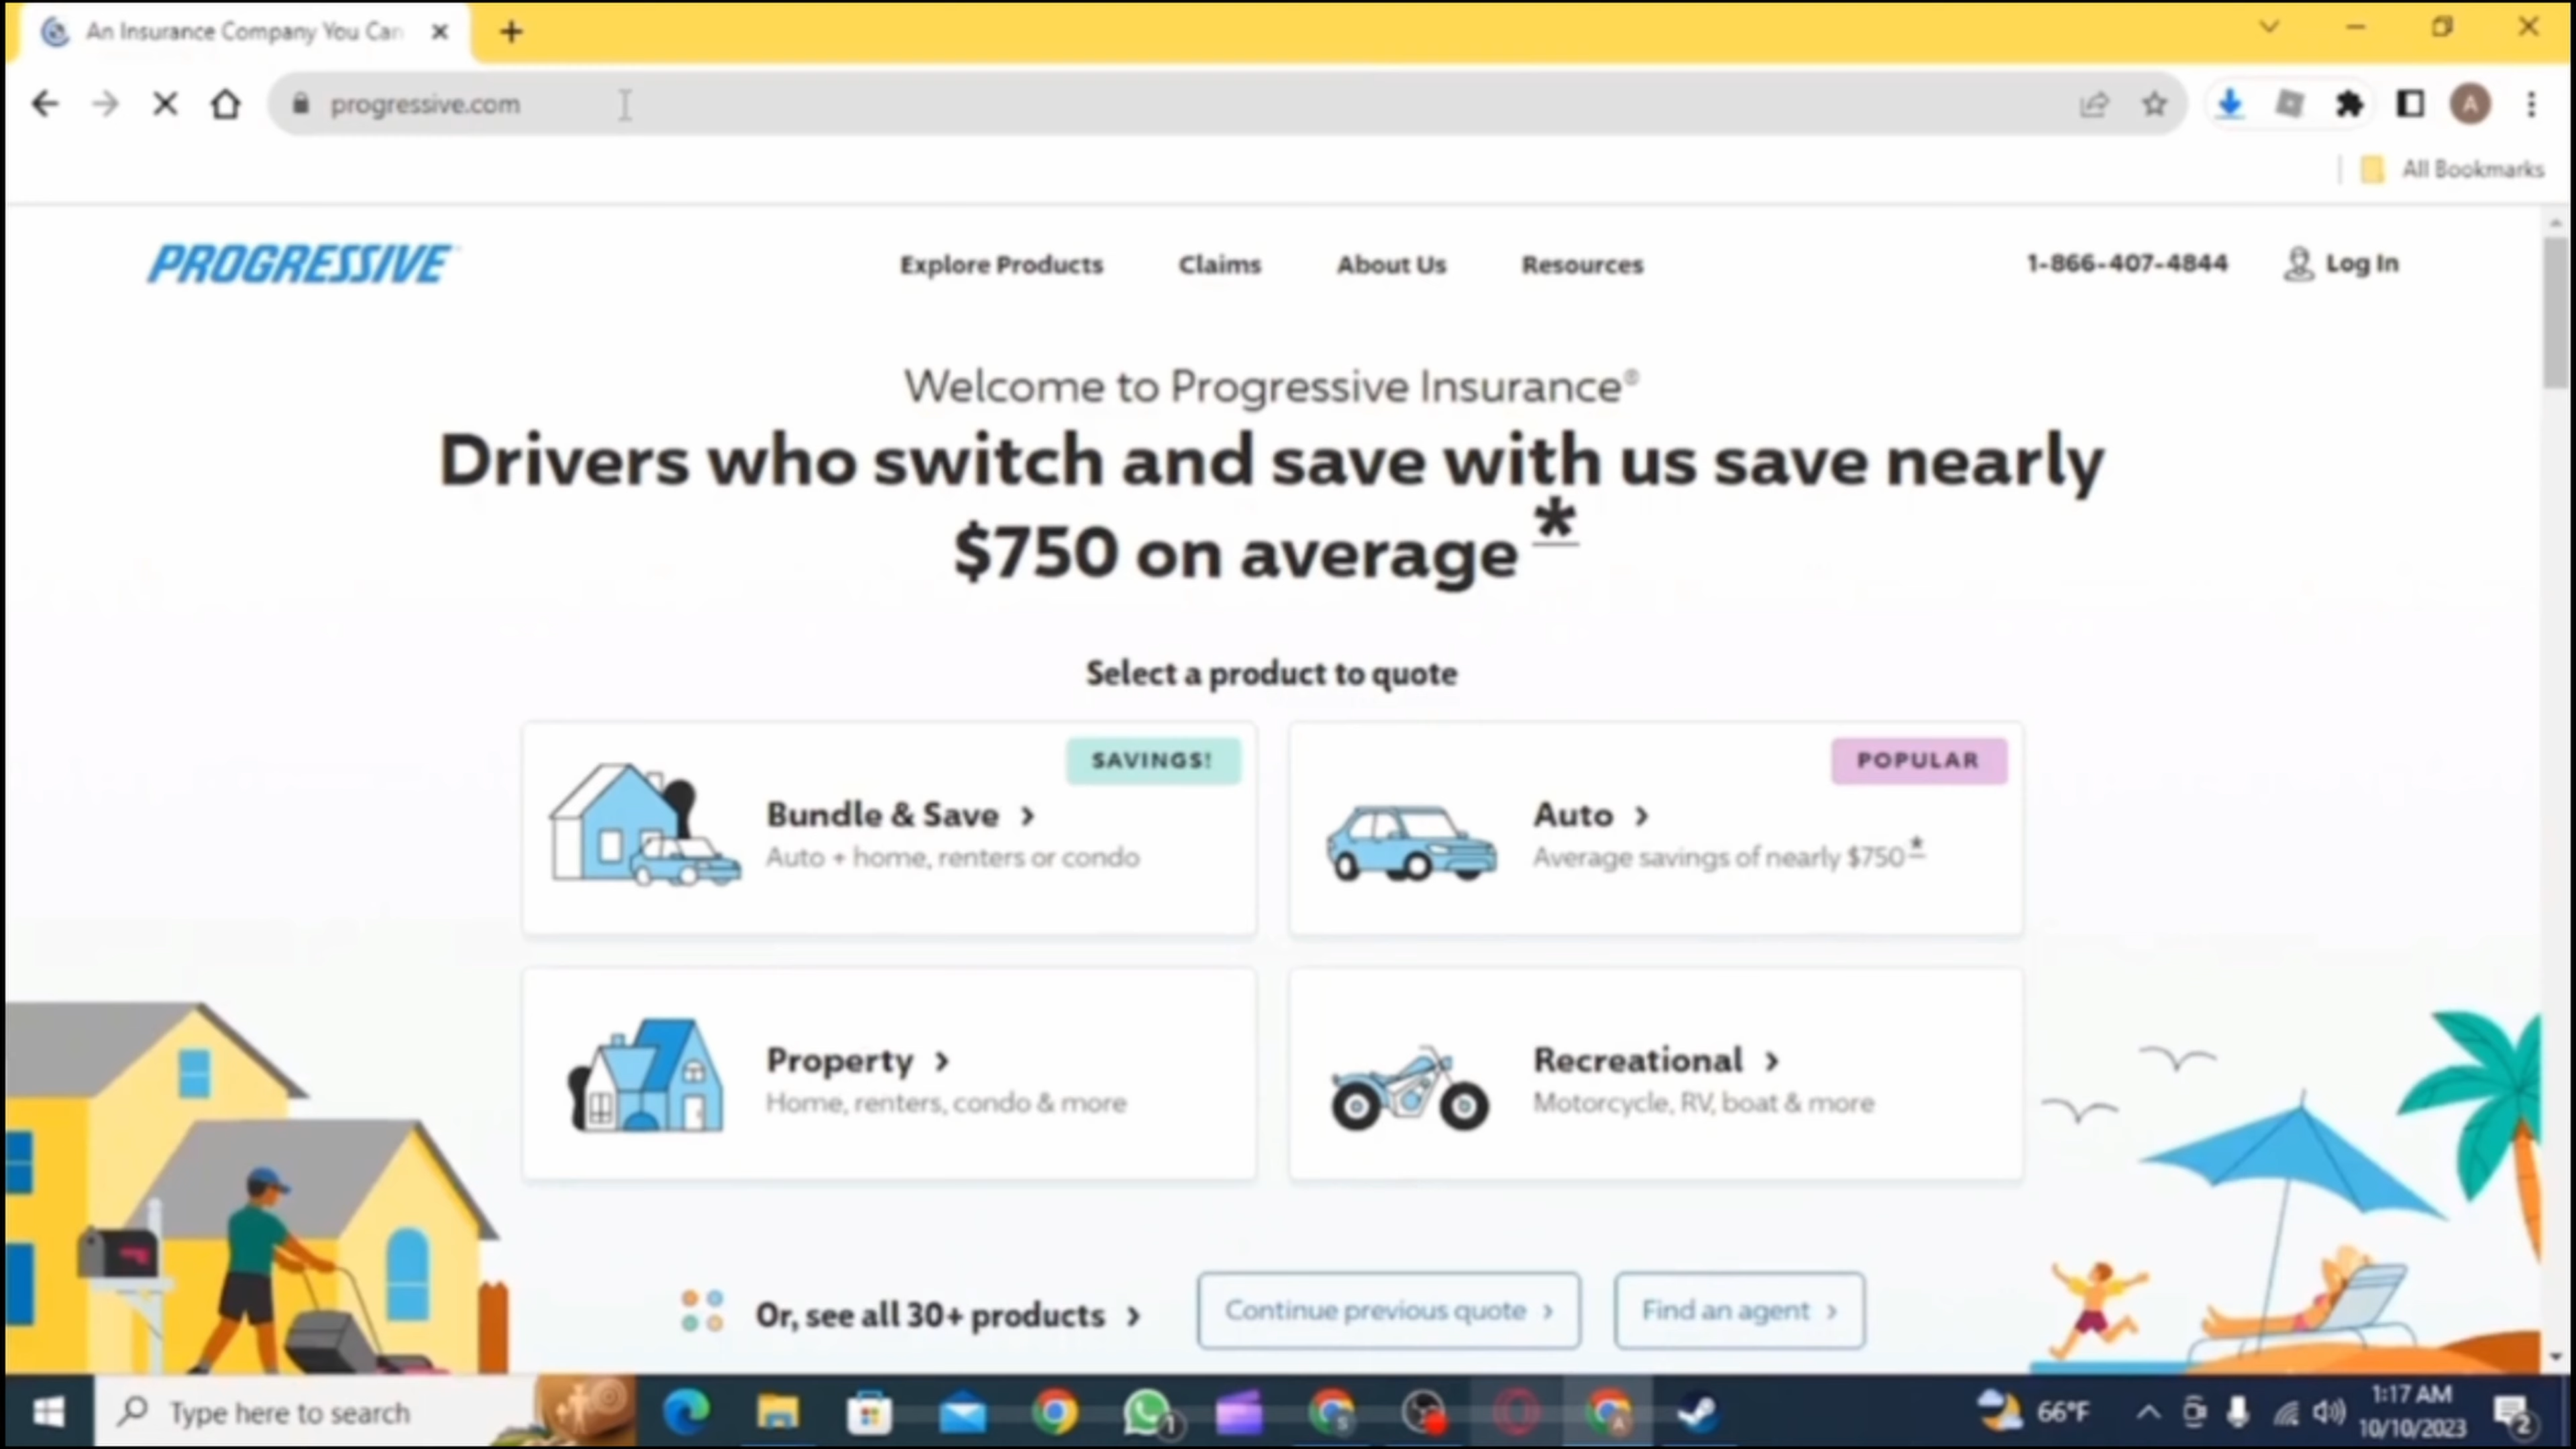 An Insurance Company You Can
progressive.com
All Bookmarks
PROGRESSIVE
Explore Products
Claims
About Us
Resources
1-866-407-4844
Log In
Welcome to Progressive Insurance®
Drivers who switch and save with us save nearly
$750 on average*
Select a product to quote
SAVINGS!
Bundle & Save
Auto + home, renters or condo
POPULAR
Auto
Average savings of nearly $750*
Property
Home, renters, condo & more
Recreational
Motorcycle, RV, boat & more
Or, see all 30+ products
Continue previous quote
Find an agent
Type here to search
1
S
A
66°F
1:17 AM
10/10/2023
2
A